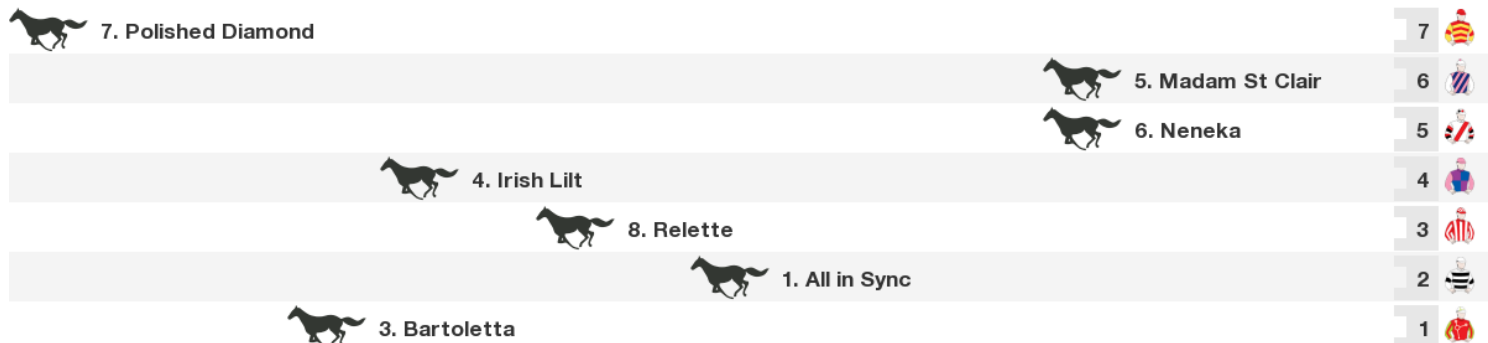 7. Polished Diamond 7
5. Madam St Clair 6
6. Neneka 5
4. Irish Lilt 4
8. Relette 3
1. All in Sync 2
3. Bartoletta 1